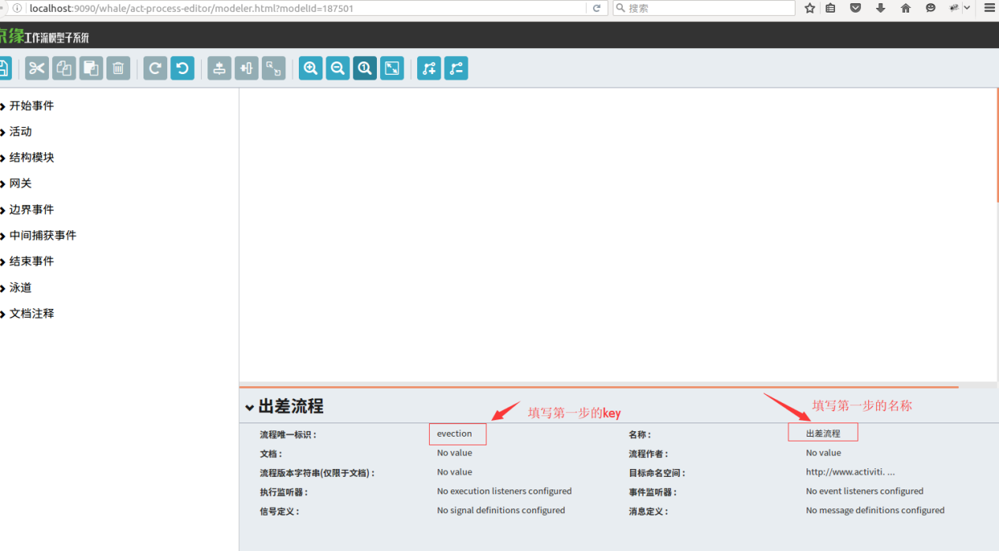 localhost:9090/whale/act-process-editor/modeler.html?modelId=187501
搜索
京缘工作流模型子系统
开始事件
活动
结构模块
网关
边界事件
中间捕获事件
结束事件
泳道
文档注释
出差流程
填写第一步的key
填写第一步的名称
流程唯一标识 :
evection
名称 :
出差流程
文档 :
No value
流程作者 :
No value
流程版本字符串(仅限于文档) :
No value
目标命名空间 :
http://www.activiti. ...
执行监听器 :
No execution listeners configured
事件监听器 :
No event listeners configured
信号定义 :
No signal definitions configured
消息定义 :
No message definitions configured